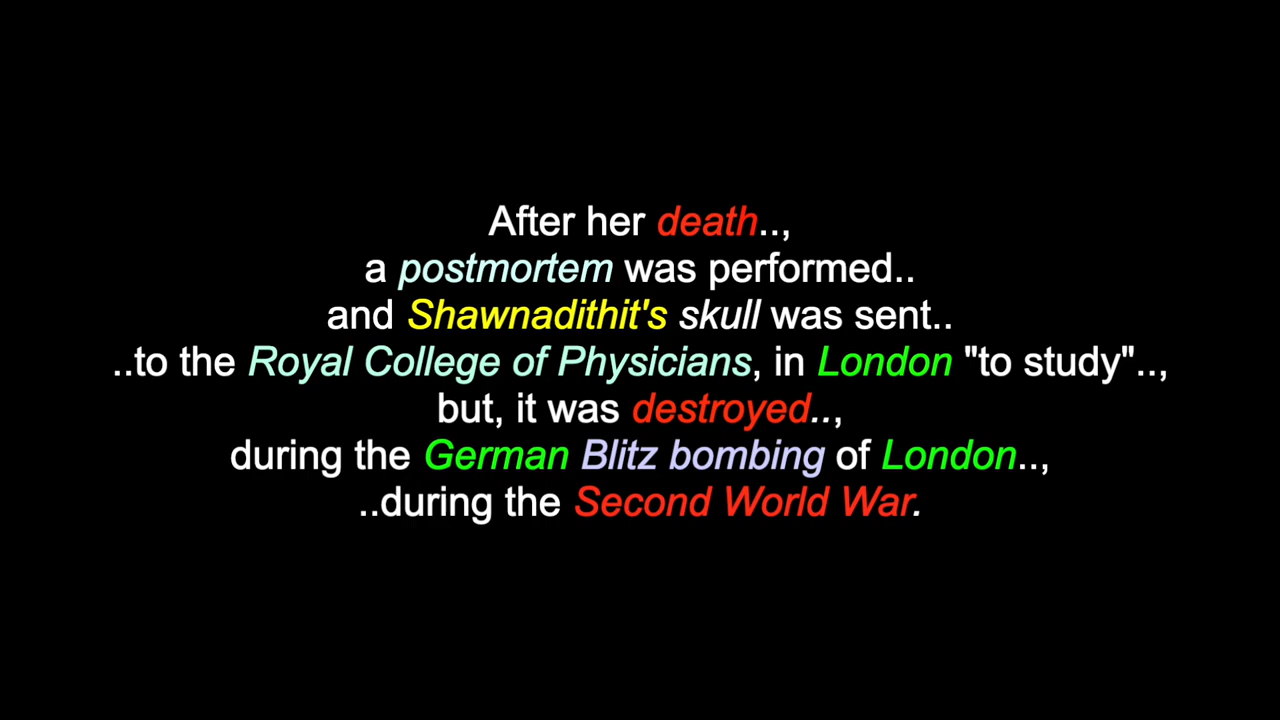 After her death..,
a postmortem was performed..
and Shawnadithit's skull was sent..
..to the Royal College of Physicians, in London "to study"..,
but, it was destroyed..,
during the German Blitz bombing of London..,
..during the Second World War.